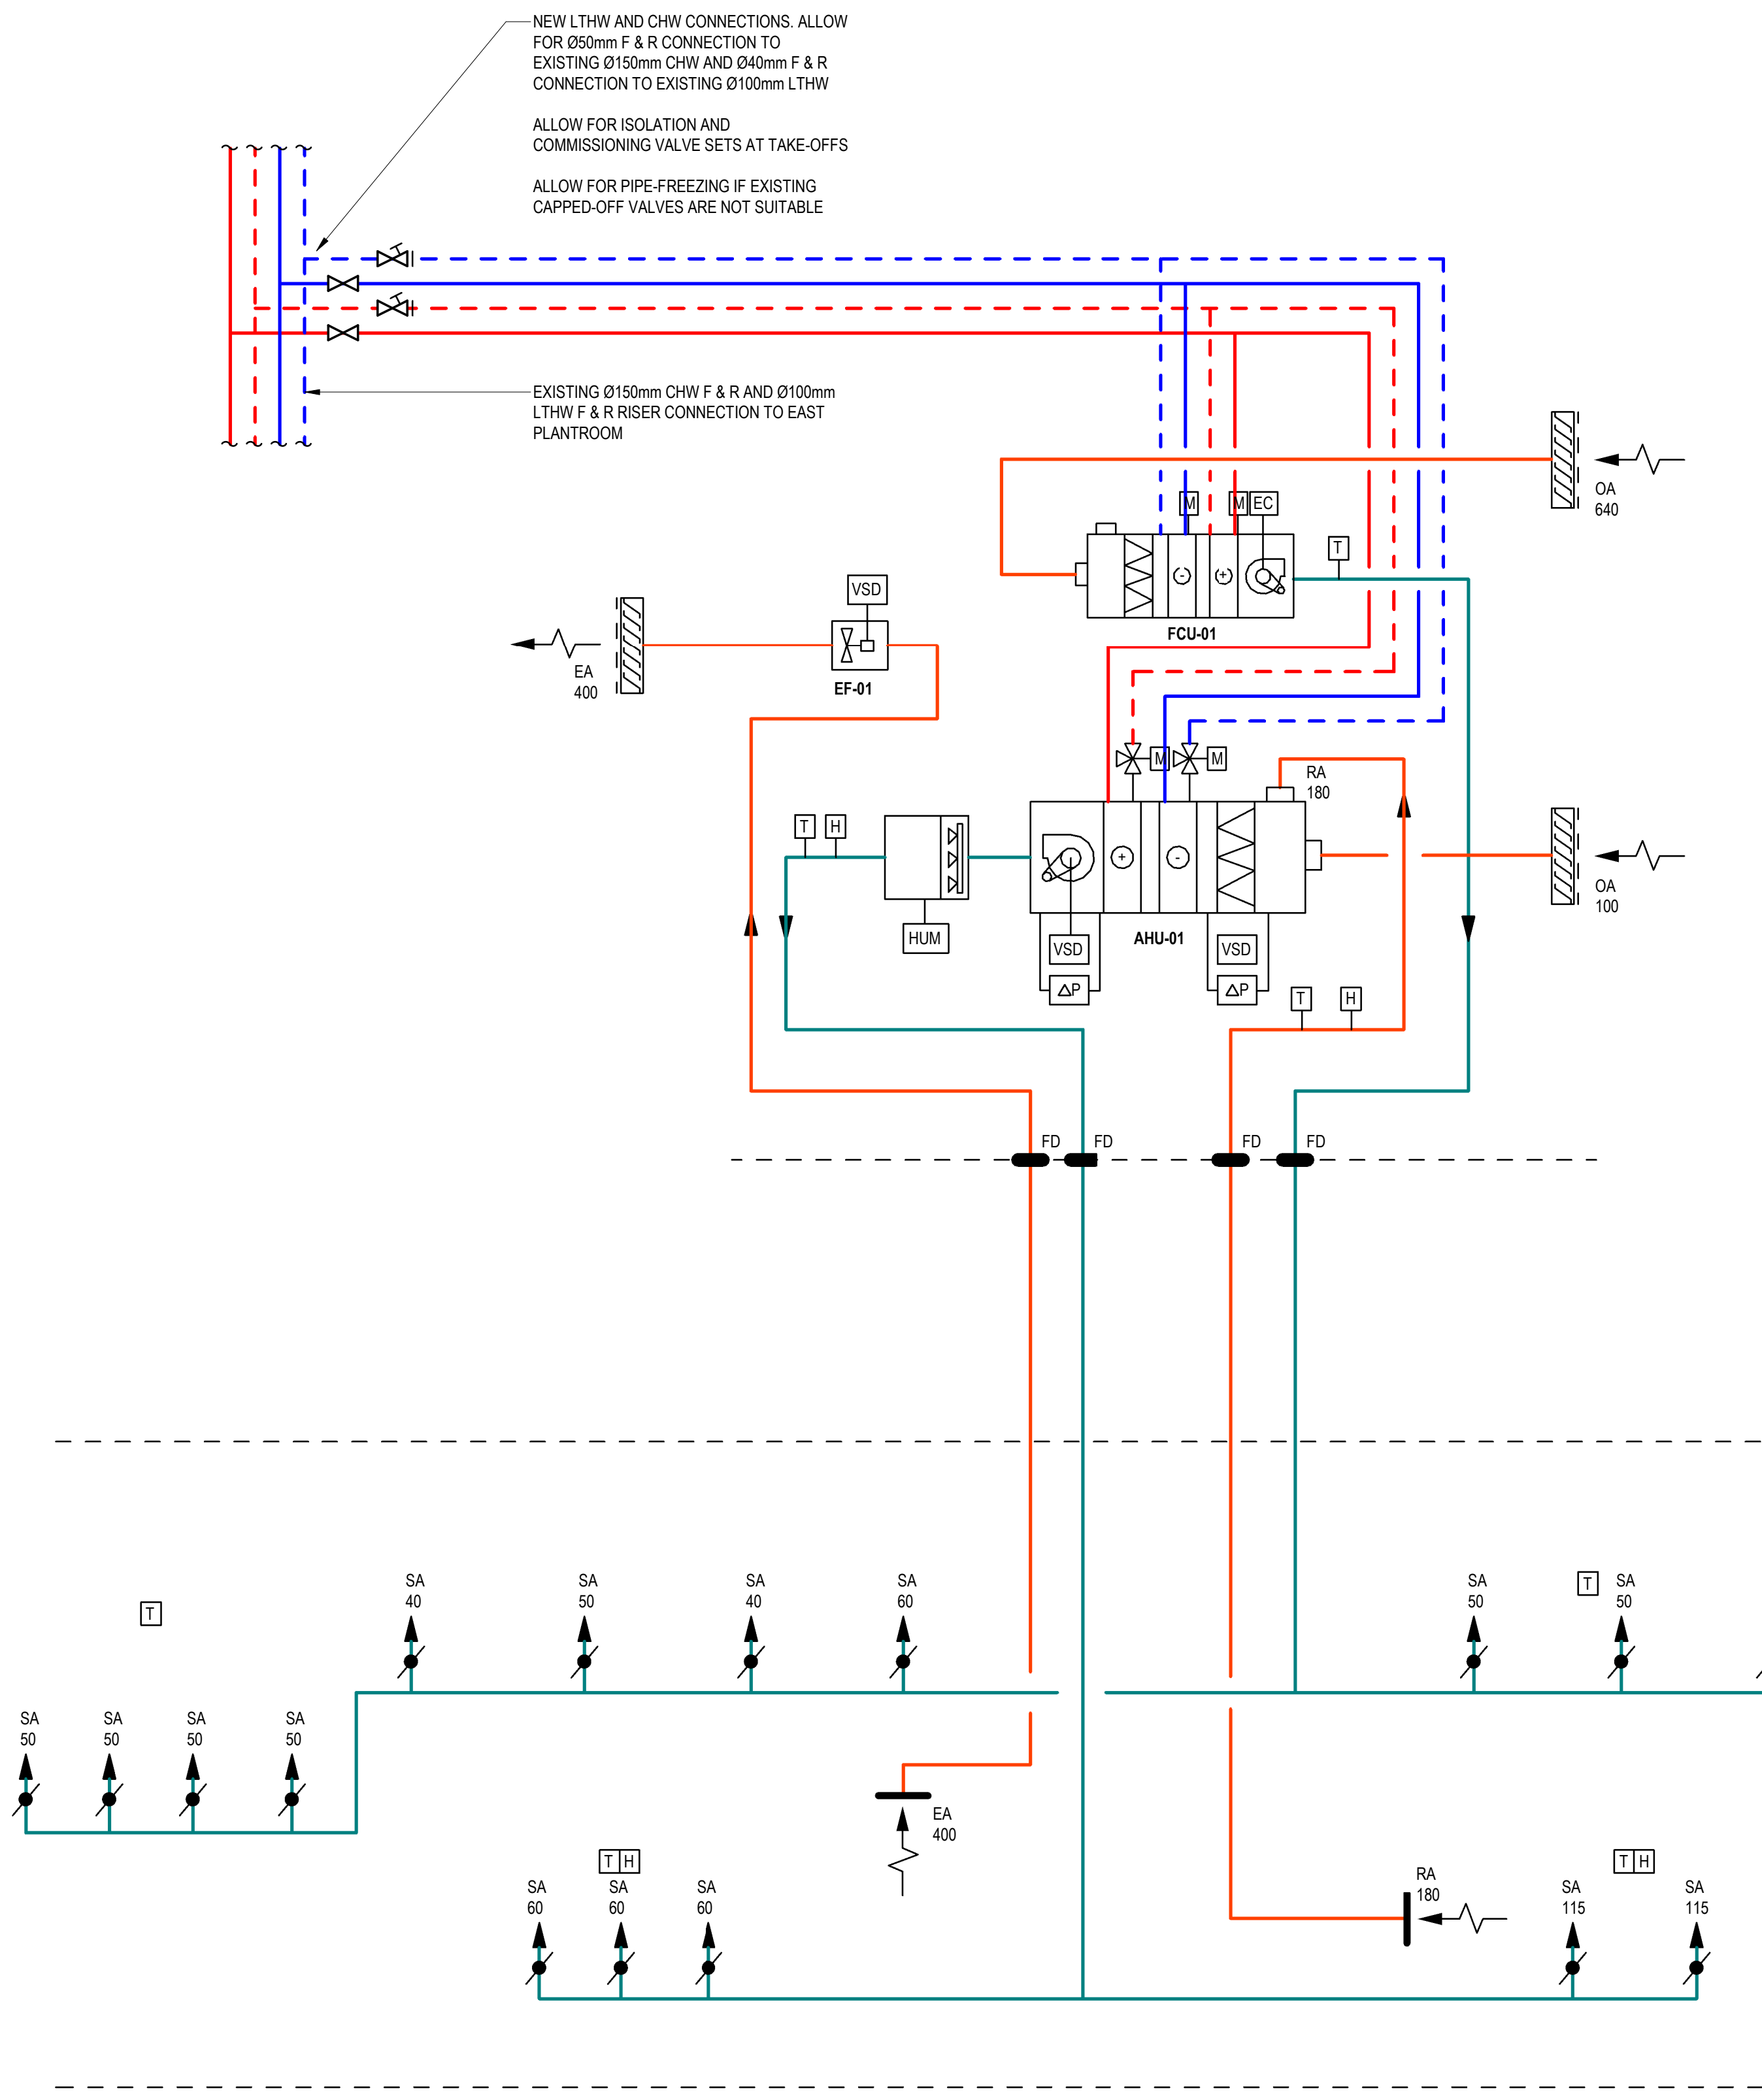 NEW LTHW AND CHW CONNECTIONS. ALLOW
FOR Ø50mm F & R CONNECTION TO
EXISTING Ø150mm CHW AND Ø40mm F & R
CONNECTION TO EXISTING Ø100mm LTHW
ALLOW FOR ISOLATION AND
COMMISSIONING VALVE SETS AT TAKE-OFFS
ALLOW FOR PIPE-FREEZING IF EXISTING
CAPPED-OFF VALVES ARE NOT SUITABLE
EXISTING Ø150mm CHW F & R AND Ø100mm
LTHW F & R RISER CONNECTION TO EAST
PLANTROOM
OA
640
M
M
EC
T
(-)
(+)
FCU-01
VSD
EA
400
EF-01
M
M
RA
180
T
H
+
-
OA
100
HUM
VSD
AHU-01
VSD
△P
△P
T
H
FD
FD
FD
FD
SA
40
SA
50
SA
40
SA
60
SA
50
T
SA
50
T
SA
50
SA
50
SA
50
SA
50
EA
400
T H
SA
60
SA
60
SA
60
RA
180
T H
SA
115
SA
115